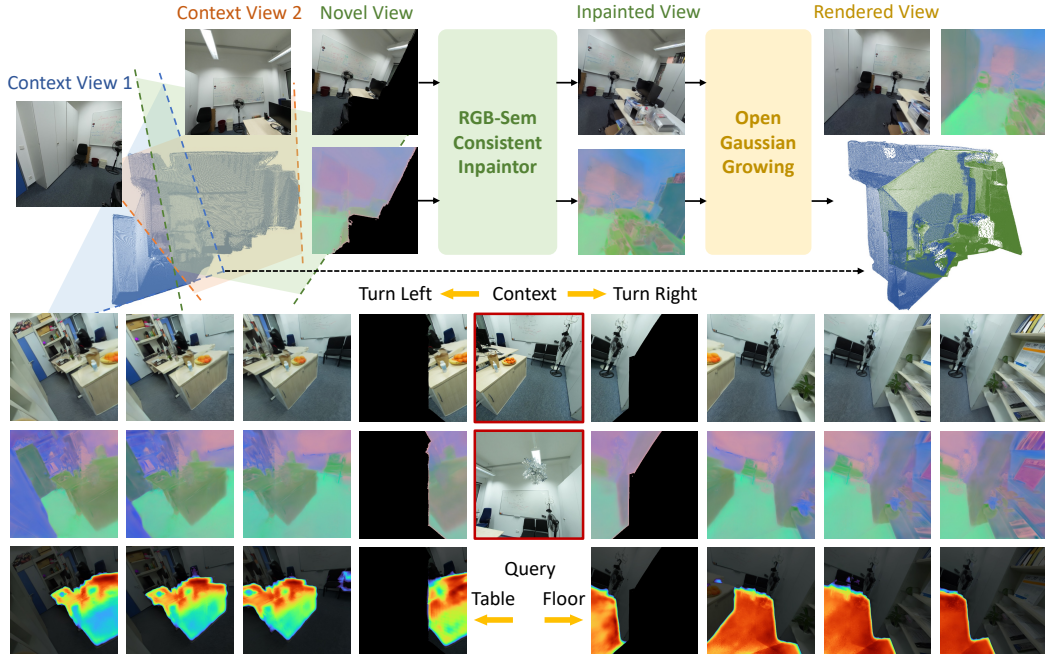 Context View 2
Novel View
Inpainted View
Rendered View
Context View 1
RGB-Sem
Consistent
Inpaintor
Open
Gaussian
Growing
Turn Left
Context
Turn Right
Query
Table
Floor